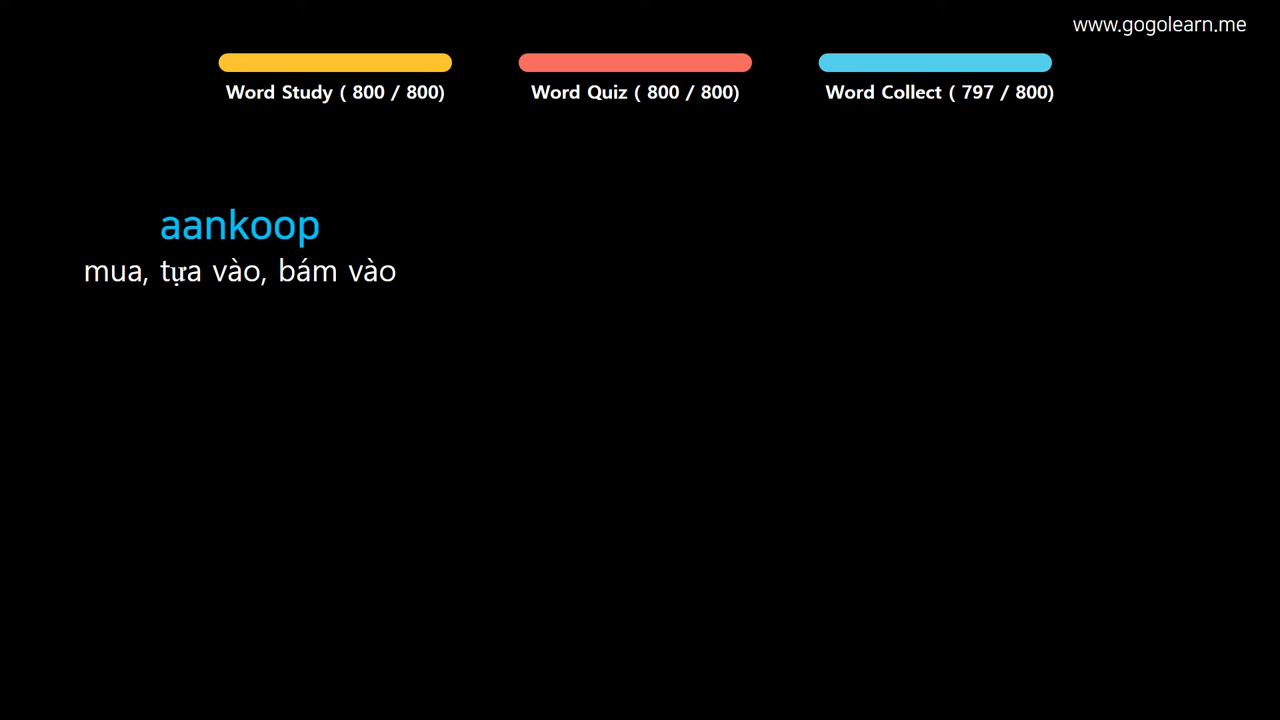 www.gogolearn.me
Word Study ( 800 / 800)
Word Quiz ( 800 / 800)
Word Collect ( 797 / 800)
aankoop
mua, tựa vào, bám vào